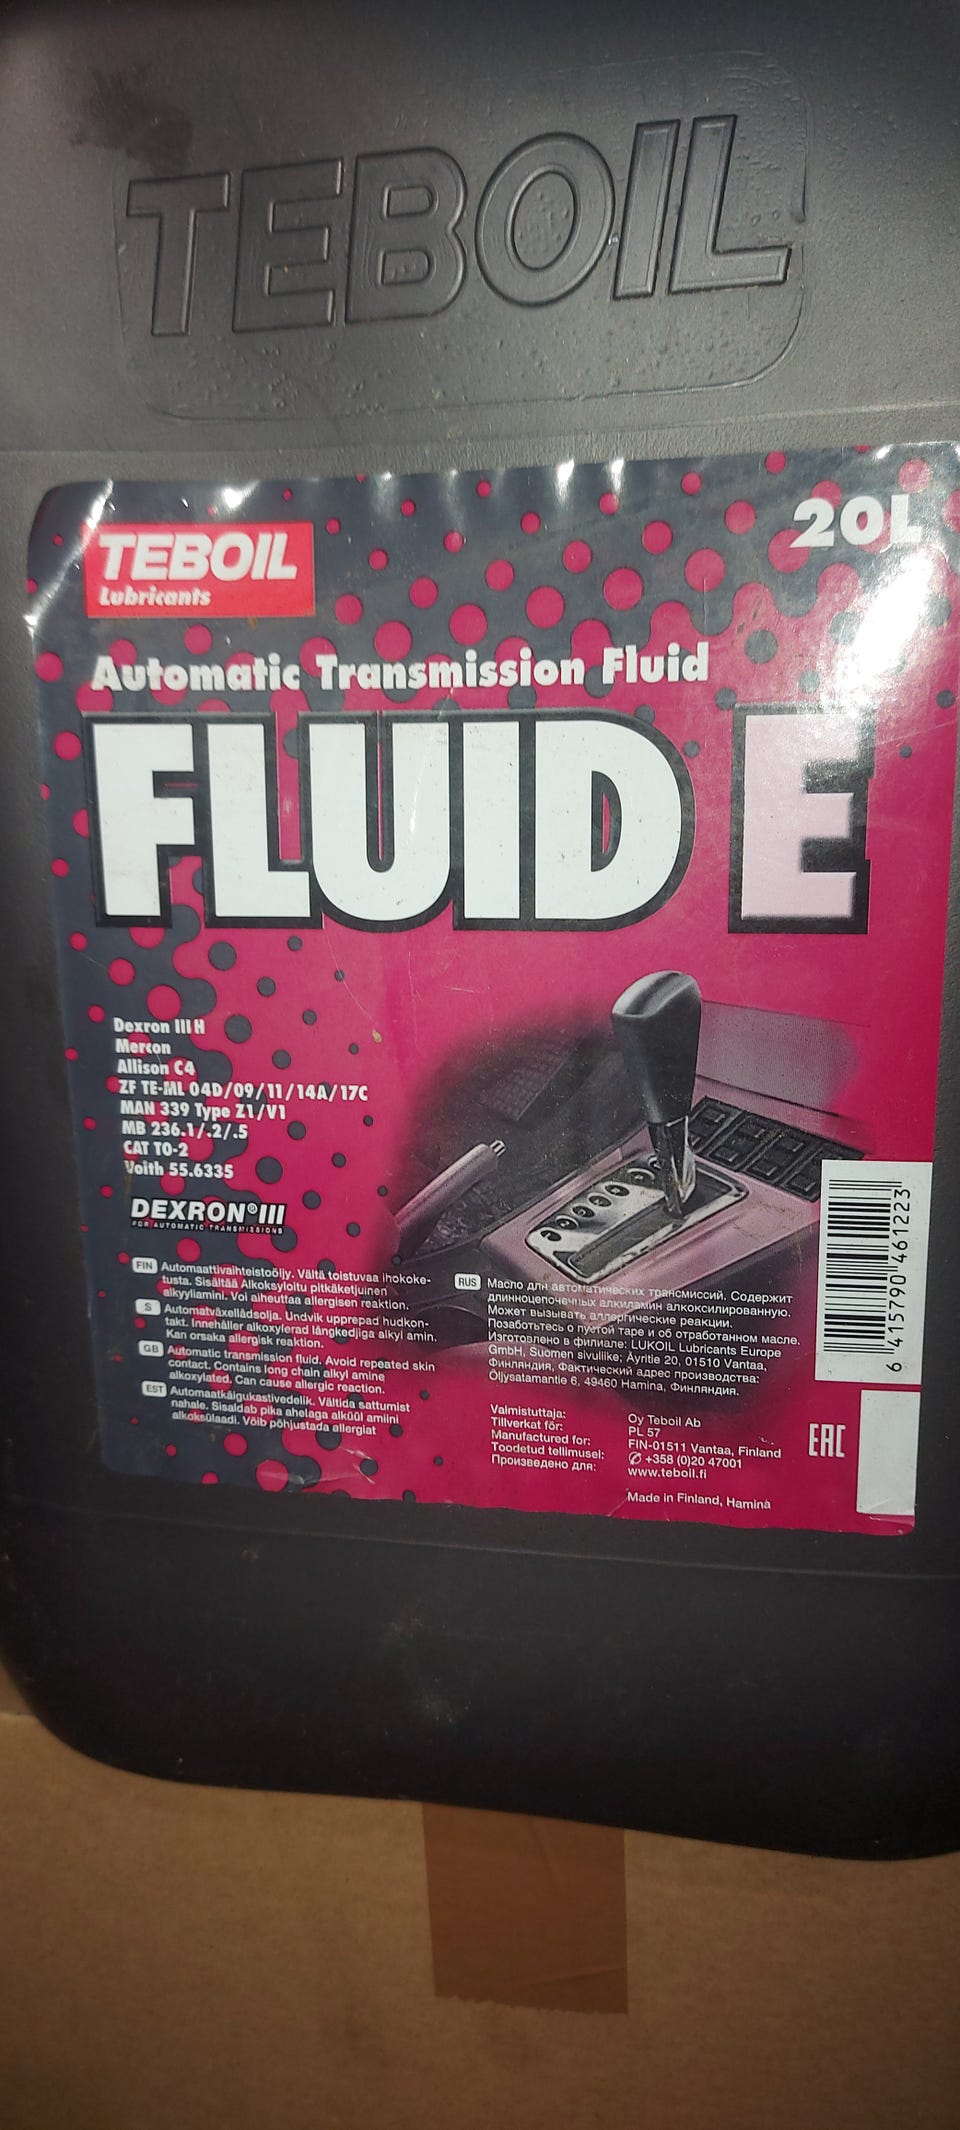 TEBOIL
20L
TEBOIL
Lubricants
Automatic Transmission Fluid
FLUID E
Dexron III H
Mercon
Allison C4
ZF TE-ML 04D/09/11/14A/17C
MAN 339 Type Z1/V1
MB 236.1/.2/.5
CAT TO-2
Voith 55.6335
DEXRON® III
FOR AUTOMATIC TRANSMISSIONS
FIN Automaattivaihteistoöljy. Vältä toistuvaa ihokoke-
tusta. Sisältää Alkoksyloitu pitkäketjuinen
alkyyliamini. Voi aiheuttaa allergisen reaktion.
S Automatväxellådsolja. Undvik upprepad hudkon-
takt. Innehåller alkoxylerad långkedjiga alkyl amin.
Kan orsaka allergisk reaktion.
GB Automatic transmission fluid. Avoid repeated skin
contact. Contains long chain alkyl amine
alkoxylated. Can cause allergic reaction.
EST Automaatkäigukastivedelik. Vältida sattumist
nahale. Sisaldab pika ahelaga alküül amiini
alkoksülaadi. Võib põhjustada allergiat
RUS Масло для автоматических трансмиссий. Содержит
длинноцепочечных алкиламин алкоксилированную.
Может вызывать аллергические реакции.
Позаботьтесь о пустой таре и об отработанном масле.
Изготовлено в филиале: LUKOIL Lubricants Europe
GmbH, Suomen sivuliike; Äyritie 20, 01510 Vantaa,
Финляндия, Фактический адрес производства:
Öljysatamantie 6, 49460 Hamina, Финляндия.
Valmistuttaja: Oy Teboil Ab
Tillverkat för: PL 57
Manufactured for: FIN-01511 Vantaa, Finland
Toodetud tellimusel: ✆ +358 (0)20 47001
Произведено для: www.teboil.fi
Made in Finland, Hamina
EAC
6 415790 461223